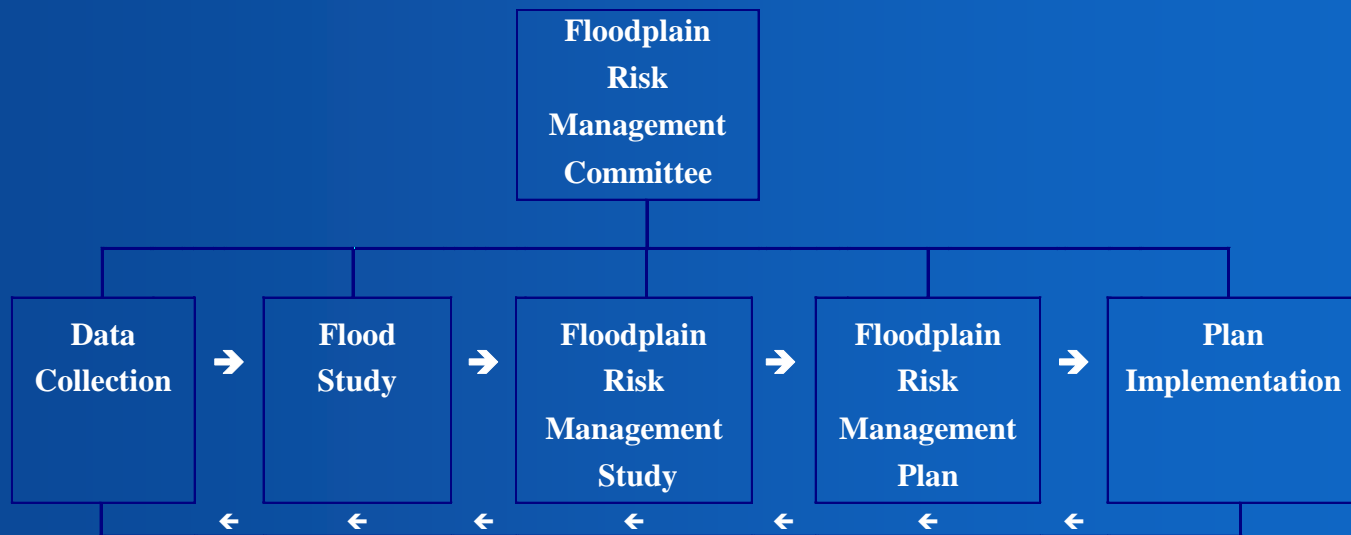 Floodplain
Risk
Management
Committee
Data
Collection
Flood
Study
Floodplain
Risk
Management
Study
Floodplain
Risk
Management
Plan
Plan
Implementation